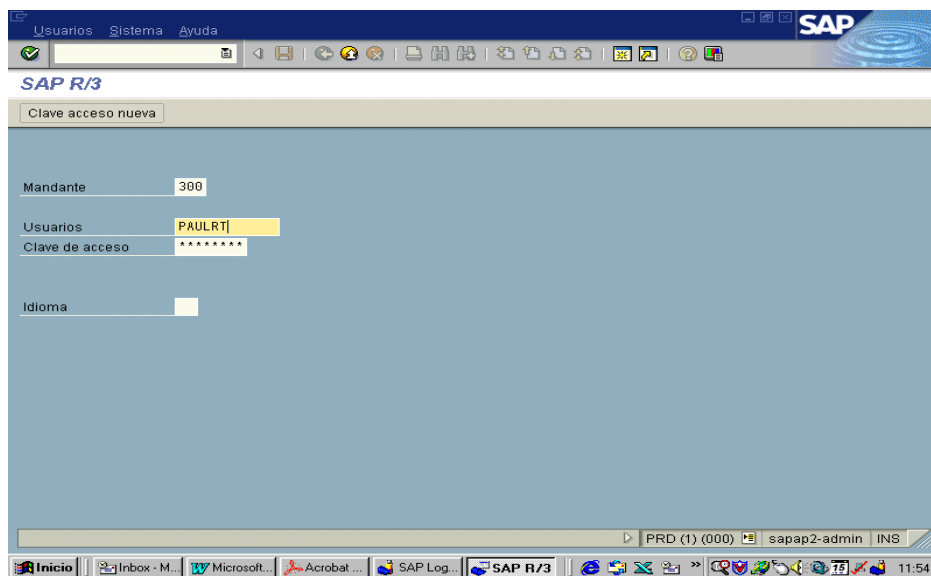 Usuarios Sistema Ayuda
SAP
SAP R/3
Clave acceso nueva
Mandante 300
Usuarios PAULRT
Clave de acceso ********
Idioma
PRD (1) (000) sapap2-admin INS
Inicio Inbox - M... Microsoft... Acrobat ... SAP Log... SAP R/3 » 15 11:54